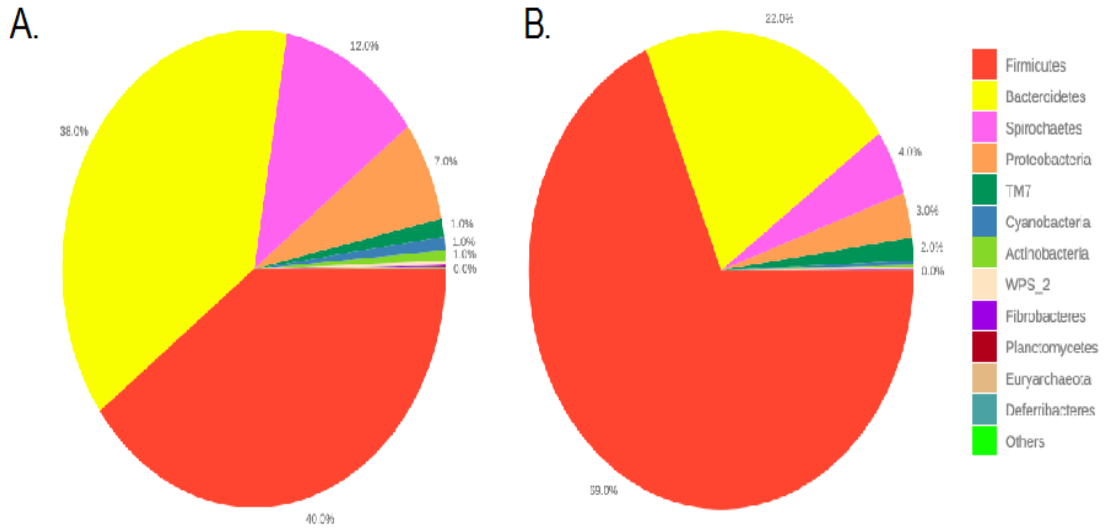 A.
B.
12.0%
38.0%
7.0%
1.0%
1.0%
1.0%
0.0%
40.0%
22.0%
4.0%
3.0%
2.0%
0.0%
69.0%
Firmicutes
Bacteroidetes
Spirochaetes
Proteobacteria
TM7
Cyanobacteria
Actinobacteria
WPS_2
Fibrobacteres
Planctomycetes
Euryarchaeota
Deferribacteres
Others